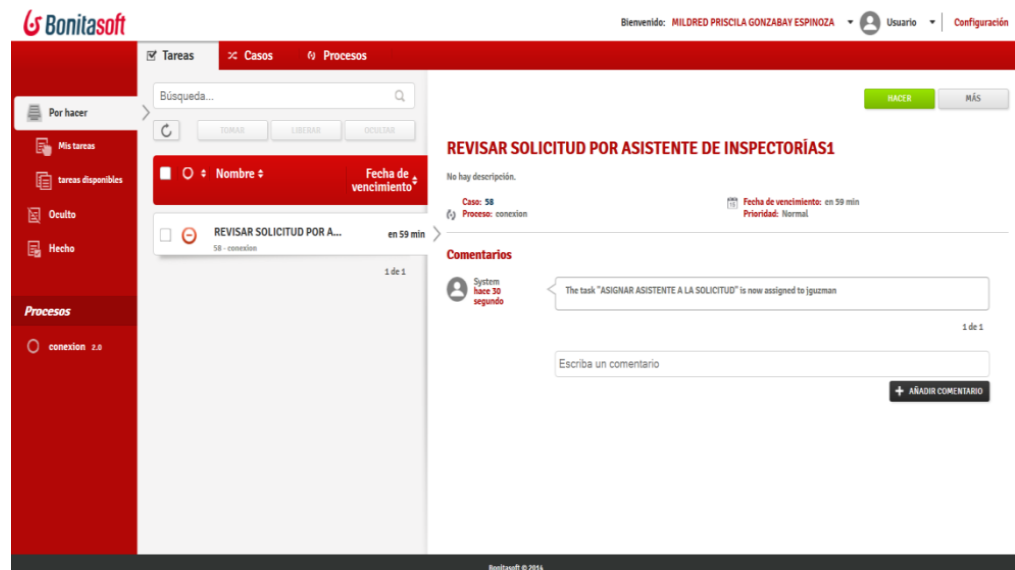 Bonitasoft
Bienvenido: MILDRED PRISCILA GONZABAY ESPINOZA
Usuario
Configuración
Tareas
Casos
Procesos
Por hacer
Mis tareas
tareas disponibles
Oculto
Hecho
Procesos
conexion 2.0
Búsqueda...
TOMAR
LIBERAR
OCULTAR
Nombre
Fecha de
vencimiento
REVISAR SOLICITUD POR A...
en 59 min
58 - conexion
1 de 1
HACER
MÁS
REVISAR SOLICITUD POR ASISTENTE DE INSPECTORÍAS1
No hay descripción.
Caso: 58
Proceso: conexion
Fecha de vencimiento: en 59 min
Prioridad: Normal
Comentarios
System
hace 30
segundo
The task "ASIGNAR ASISTENTE A LA SOLICITUD" is now assigned to jguzman
1 de 1
Escriba un comentario
+ AÑADIR COMENTARIO
Bonitasoft © 2014